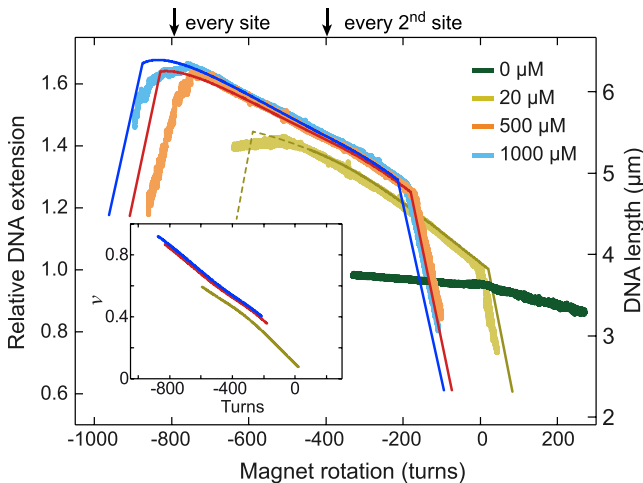 every site
every 2nd site
1.6
1.4
1.2
1.0
0.8
0.6
Relative DNA extension
0 μM
20 μM
500 μM
1000 μM
6
5
4
3
2
DNA length (μm)
0.8
0.4
0
ν
-800
-400
0
Turns
-1000
-800
-600
-400
-200
0
200
Magnet rotation (turns)